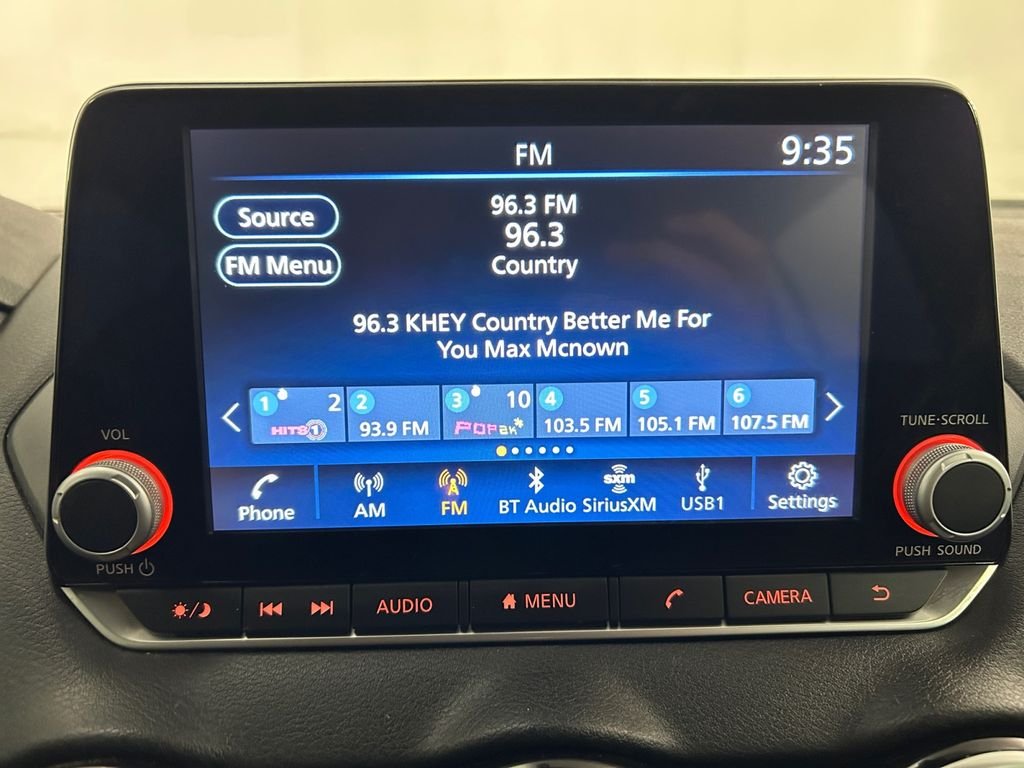 FM
9:35
Source
FM Menu
96.3 FM
96.3
Country
96.3 KHEY Country Better Me For
You Max Mcnown
1 2
HITS1
2
93.9 FM
3 10
POP2k
4
103.5 FM
5
105.1 FM
6
107.5 FM
Phone
AM
FM
BT Audio
sxm
SiriusXM
USB1
Settings
VOL
PUSH
TUNE·SCROLL
PUSH SOUND
AUDIO
MENU
CAMERA